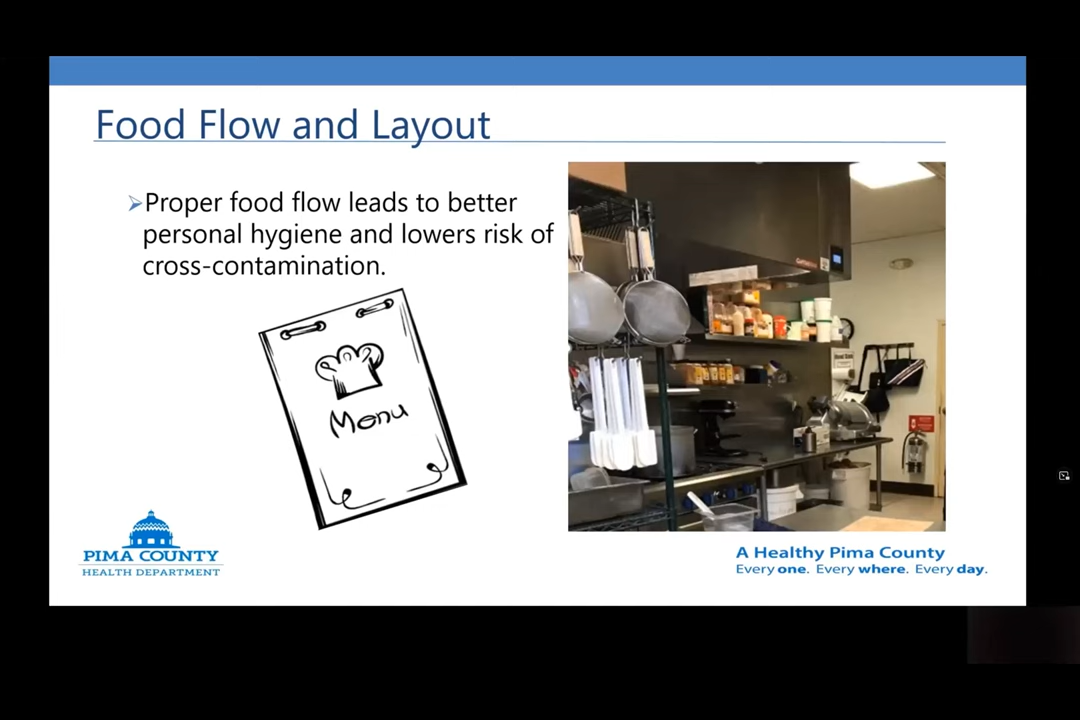 Food Flow and Layout
➢Proper food flow leads to better
personal hygiene and lowers risk of
cross-contamination.
Menu
PIMA COUNTY
HEALTH DEPARTMENT
A Healthy Pima County
Every one. Every where. Every day.